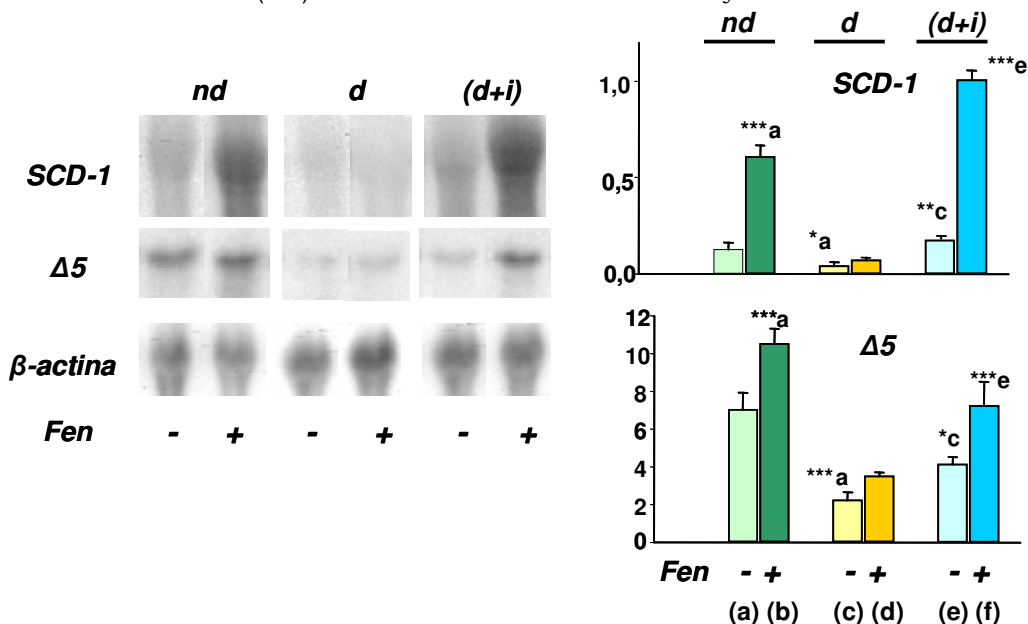 nd d (d+i)
SCD-1
Δ5
β-actina
Fen - + - + - +
nd d (d+i)
SCD-1
1,0
0,5
0,0
***a
*a
**c
***e
Δ5
12
10
8
6
4
2
0
***a
***a
*c
***e
Fen - + - + - +
(a) (b) (c) (d) (e) (f)